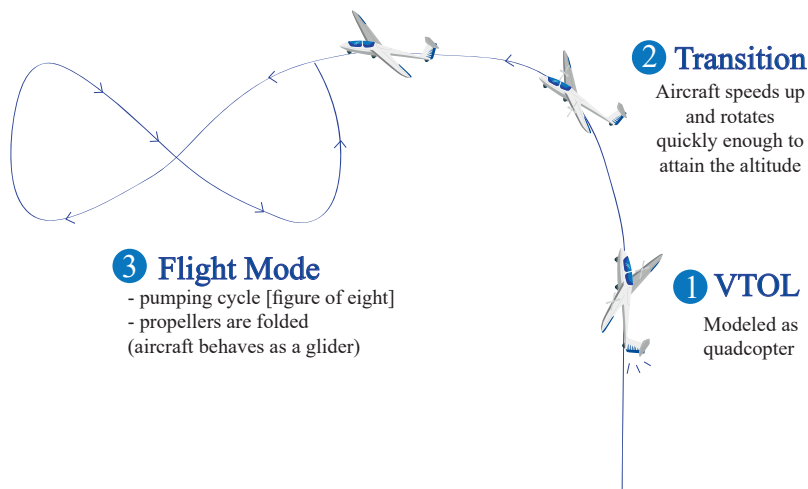 2 Transition
Aircraft speeds up
and rotates
quickly enough to
attain the altitude
3 Flight Mode
- pumping cycle [figure of eight]
- propellers are folded
(aircraft behaves as a glider)
1 VTOL
Modeled as
quadcopter